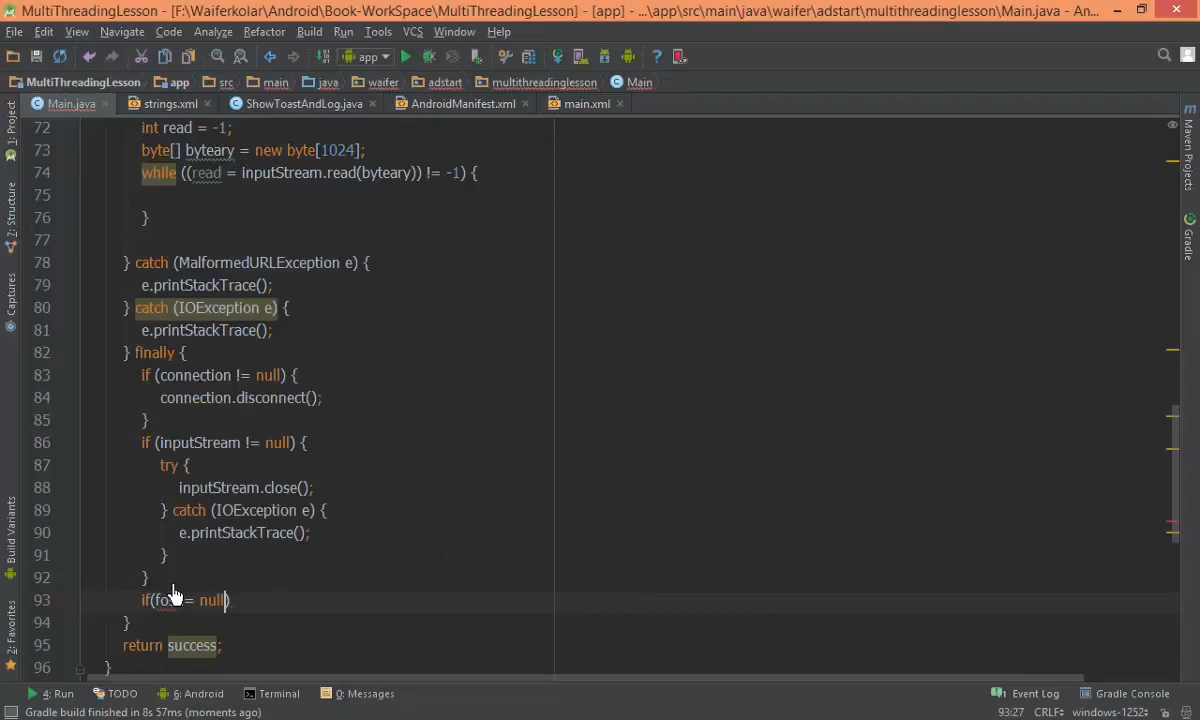 MultiThreadingLesson - [F:\Waiferkolar\Android\Book-WorkSpace\MultiThreadingLesson] - [app] - ...\app\src\main\java\waifer\adstart\multithreadinglesson\Main.java - An...
File Edit View Navigate Code Analyze Refactor Build Run Tools VCS Window Help
app
MultiThreadingLesson app src main java waifer adstart multithreadinglesson Main
Main.java strings.xml ShowToastAndLog.java AndroidManifest.xml main.xml
1: Project
7: Structure
Captures
Build Variants
2: Favorites
72 int read = -1;
73 byte[] byteary = new byte[1024];
74 while ((read = inputStream.read(byteary)) != -1) {
75
76 }
77
78 } catch (MalformedURLException e) {
79 e.printStackTrace();
80 } catch (IOException e) {
81 e.printStackTrace();
82 } finally {
83 if (connection != null) {
84 connection.disconnect();
85 }
86 if (inputStream != null) {
87 try {
88 inputStream.close();
89 } catch (IOException e) {
90 e.printStackTrace();
91 }
92 }
93 if(fo = null)
94 }
95 return success;
96 }
Maven Projects
Gradle
4: Run TODO 6: Android Terminal 0: Messages Event Log Gradle Console
Gradle build finished in 8s 57ms (moments ago) 93:27 CRLF÷ windows-1252÷